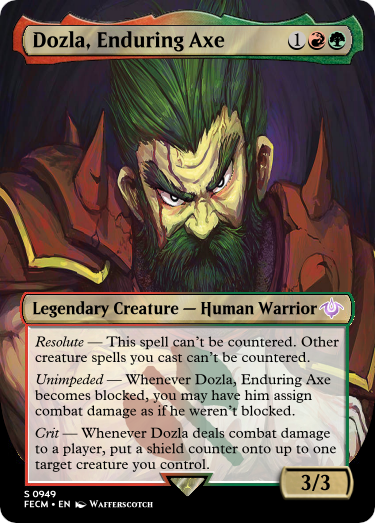 Dozla, Enduring Axe 1
Legendary Creature — Human Warrior
Resolute — This spell can't be countered. Other
creature spells you cast can't be countered.
Unimpeded — Whenever Dozla, Enduring Axe
becomes blocked, you may have him assign
combat damage as if he weren't blocked.
Crit — Whenever Dozla deals combat damage
to a player, put a shield counter onto up to one
target creature you control.
3/3
S 0949
FECM • EN Wafferscotch